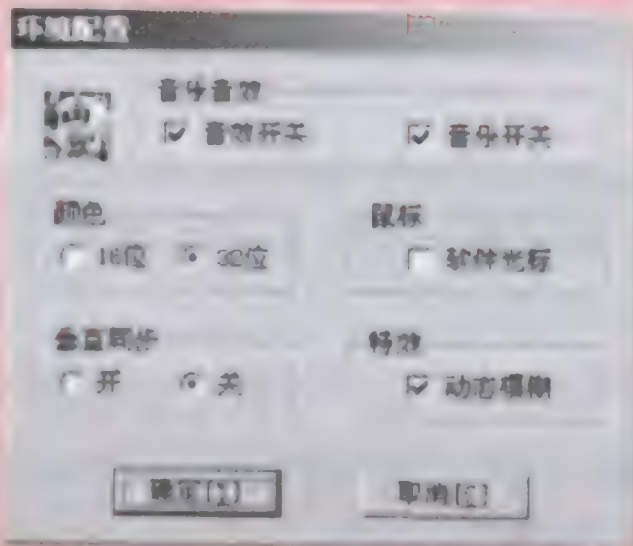 环境配置
音乐音效
音效开关 音乐开关
颜色 鼠标
16位 32位 软件光标
垂直同步 特效
开 关 动态模糊
确定[Y] 取消[C]